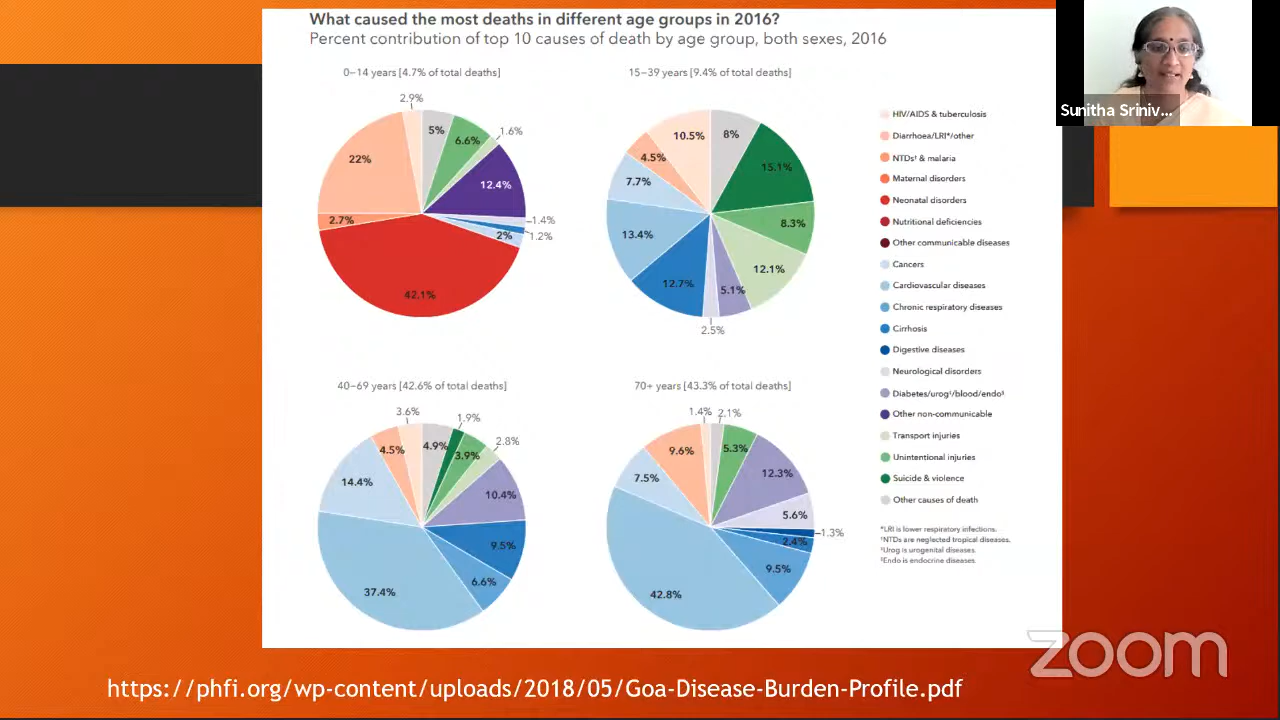 What caused the most deaths in different age groups in 2016?
Percent contribution of top 10 causes of death by age group, both sexes, 2016
0–14 years [4.7% of total deaths]
2.9%
5%
6.6%
1.6%
22%
12.4%
2.7%
1.4%
2%
1.2%
42.1%
15–39 years [9.4% of total deaths]
10.5%
8%
4.5%
15.1%
7.7%
8.3%
13.4%
12.1%
12.7%
5.1%
2.5%
40–69 years [42.6% of total deaths]
3.6%
1.9%
4.5%
4.9%
3.9%
2.8%
14.4%
10.4%
9.5%
6.6%
37.4%
70+ years [43.3% of total deaths]
1.4%
2.1%
9.6%
5.3%
7.5%
12.3%
5.6%
1.3%
2.4%
9.5%
42.8%
HIV/AIDS & tuberculosis
Diarrhoea/LRI*/other
NTDs† & malaria
Maternal disorders
Neonatal disorders
Nutritional deficiencies
Other communicable diseases
Cancers
Cardiovascular diseases
Chronic respiratory diseases
Cirrhosis
Digestive diseases
Neurological disorders
Diabetes/urog‡/blood/endo§
Other non-communicable
Transport injuries
Unintentional injuries
Suicide & violence
Other causes of death
*LRI is lower respiratory infections.
†NTDs are neglected tropical diseases.
‡Urog is urogenital diseases.
§Endo is endocrine diseases.
Sunitha Sriniv...
zoom
https://phfi.org/wp-content/uploads/2018/05/Goa-Disease-Burden-Profile.pdf